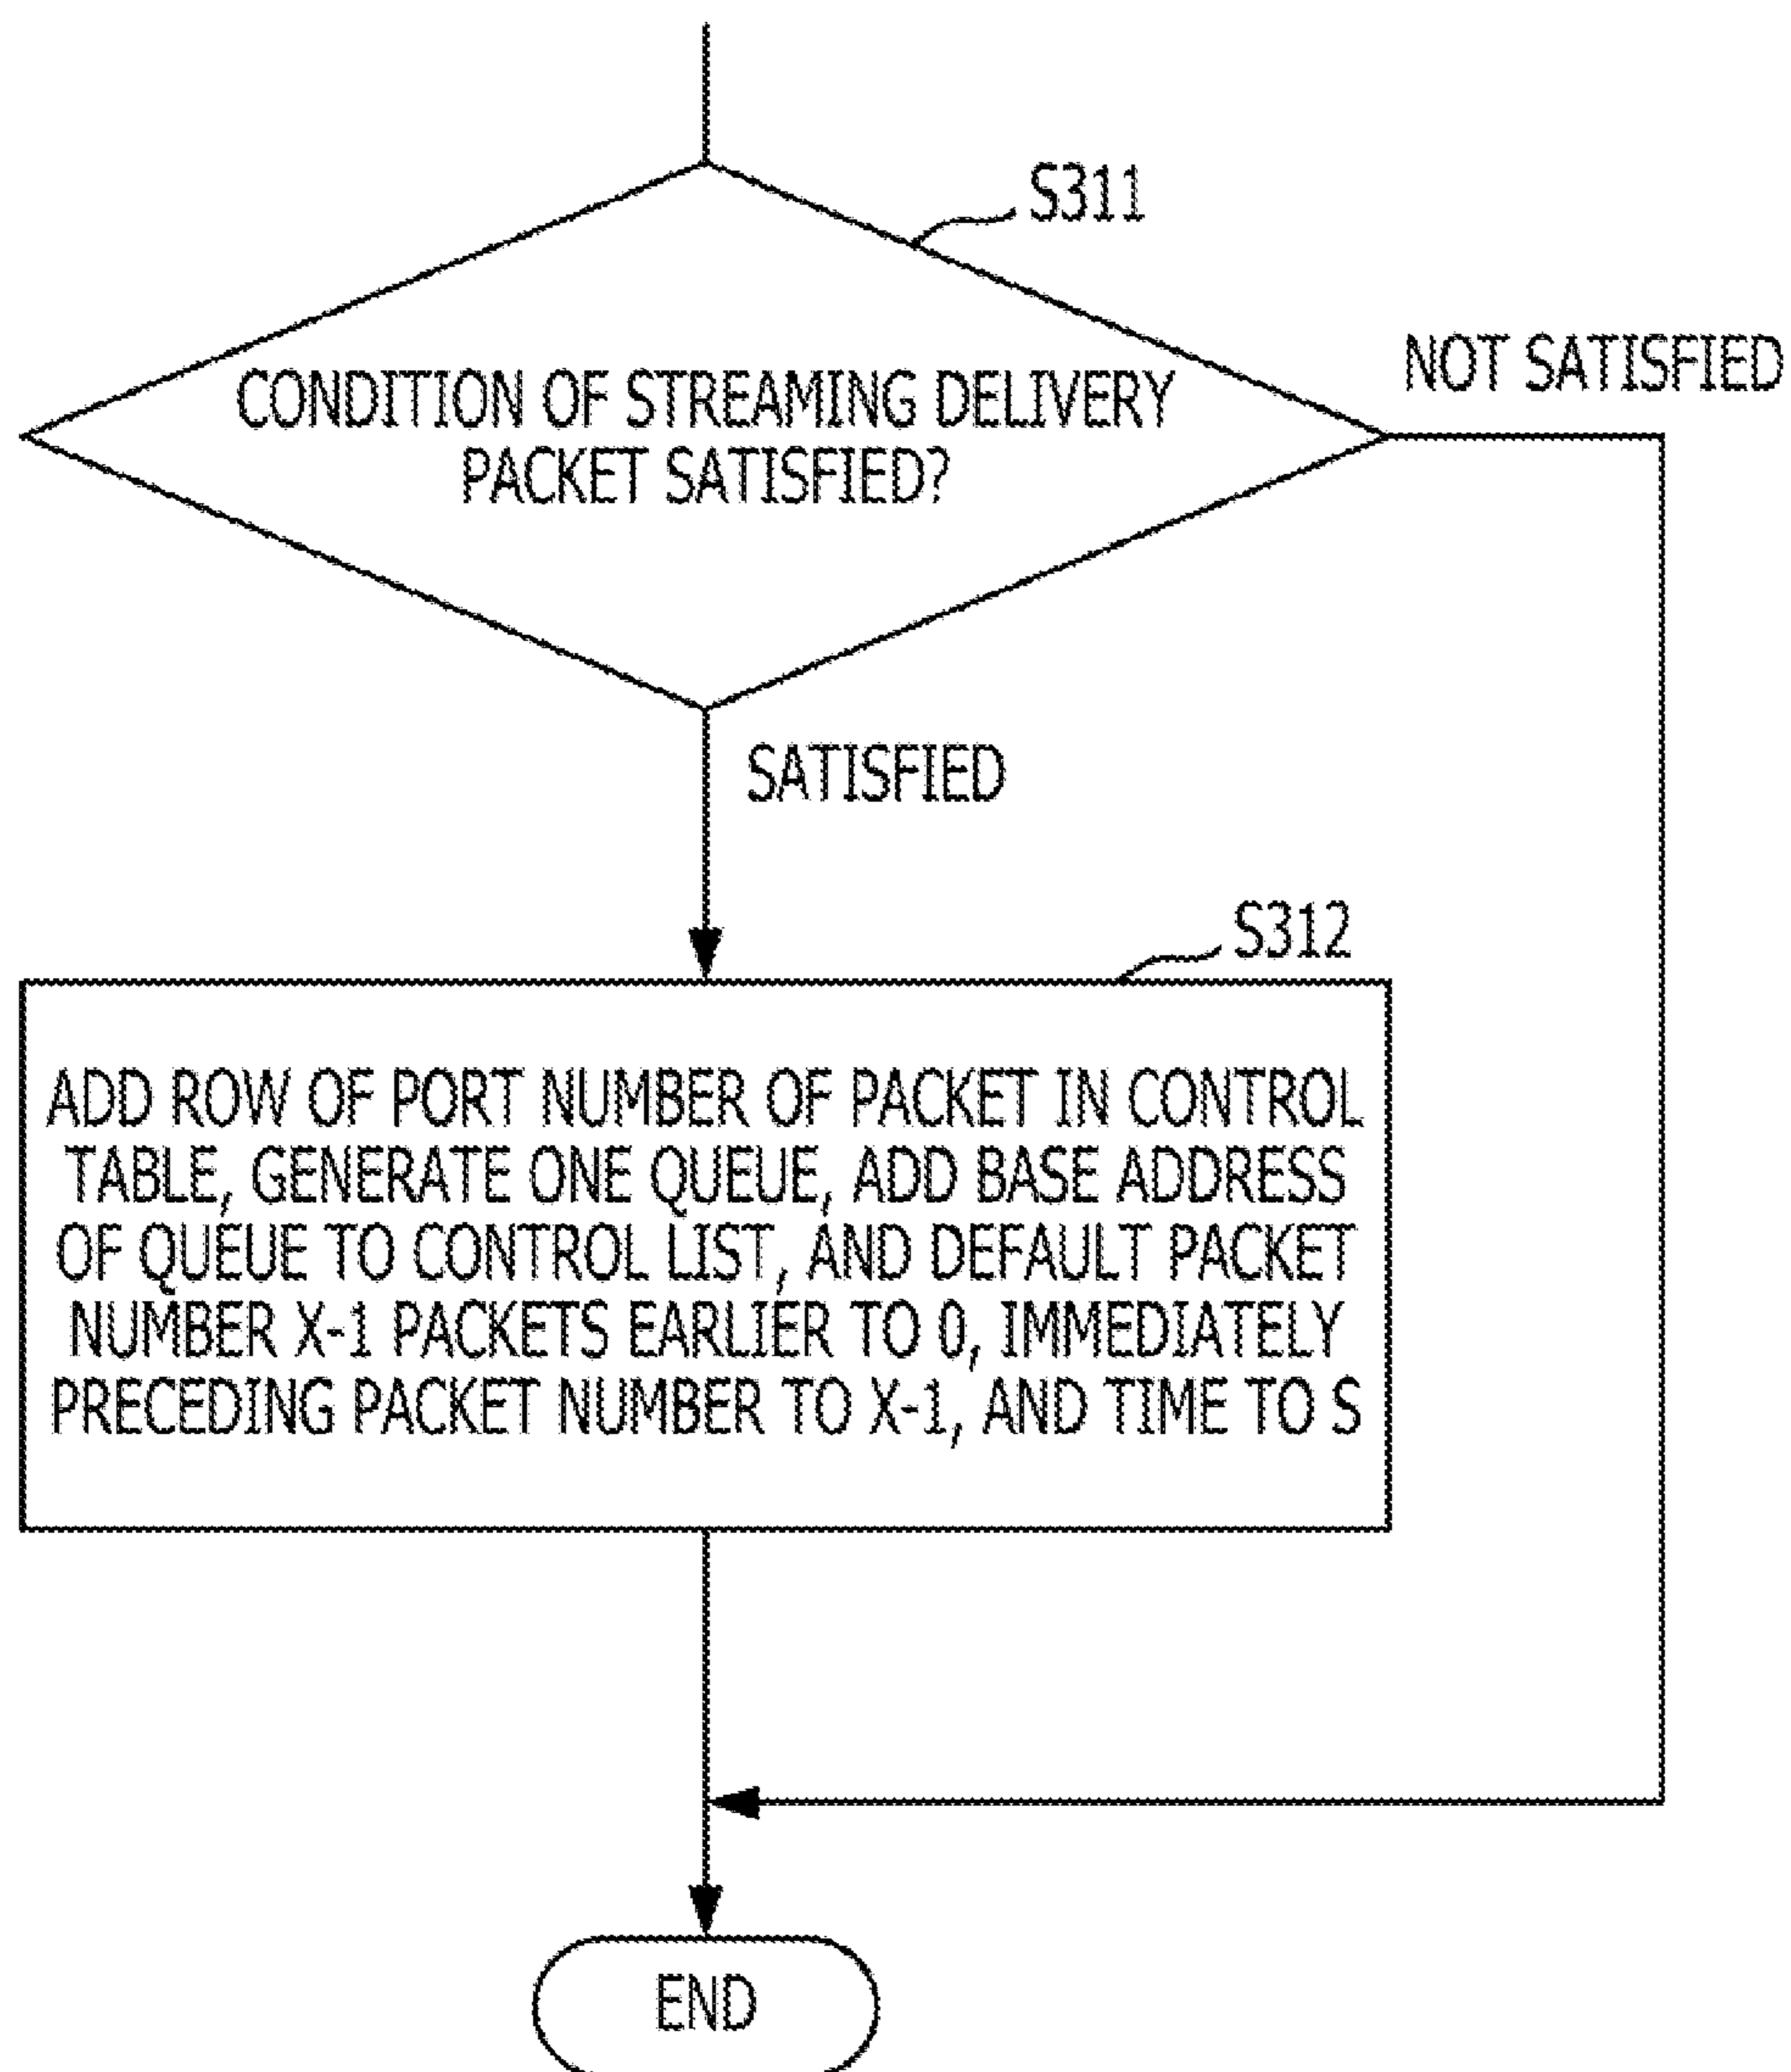 S311
CONDITION OF STREAMING DELIVERY
PACKET SATISFIED?
NOT SATISFIED
SATISFIED
S312
ADD ROW OF PORT NUMBER OF PACKET IN CONTROL
TABLE, GENERATE ONE QUEUE, ADD BASE ADDRESS
OF QUEUE TO CONTROL LIST, AND DEFAULT PACKET
NUMBER X-1 PACKETS EARLIER TO 0, IMMEDIATELY
PRECEDING PACKET NUMBER TO X-1, AND TIME TO S
END